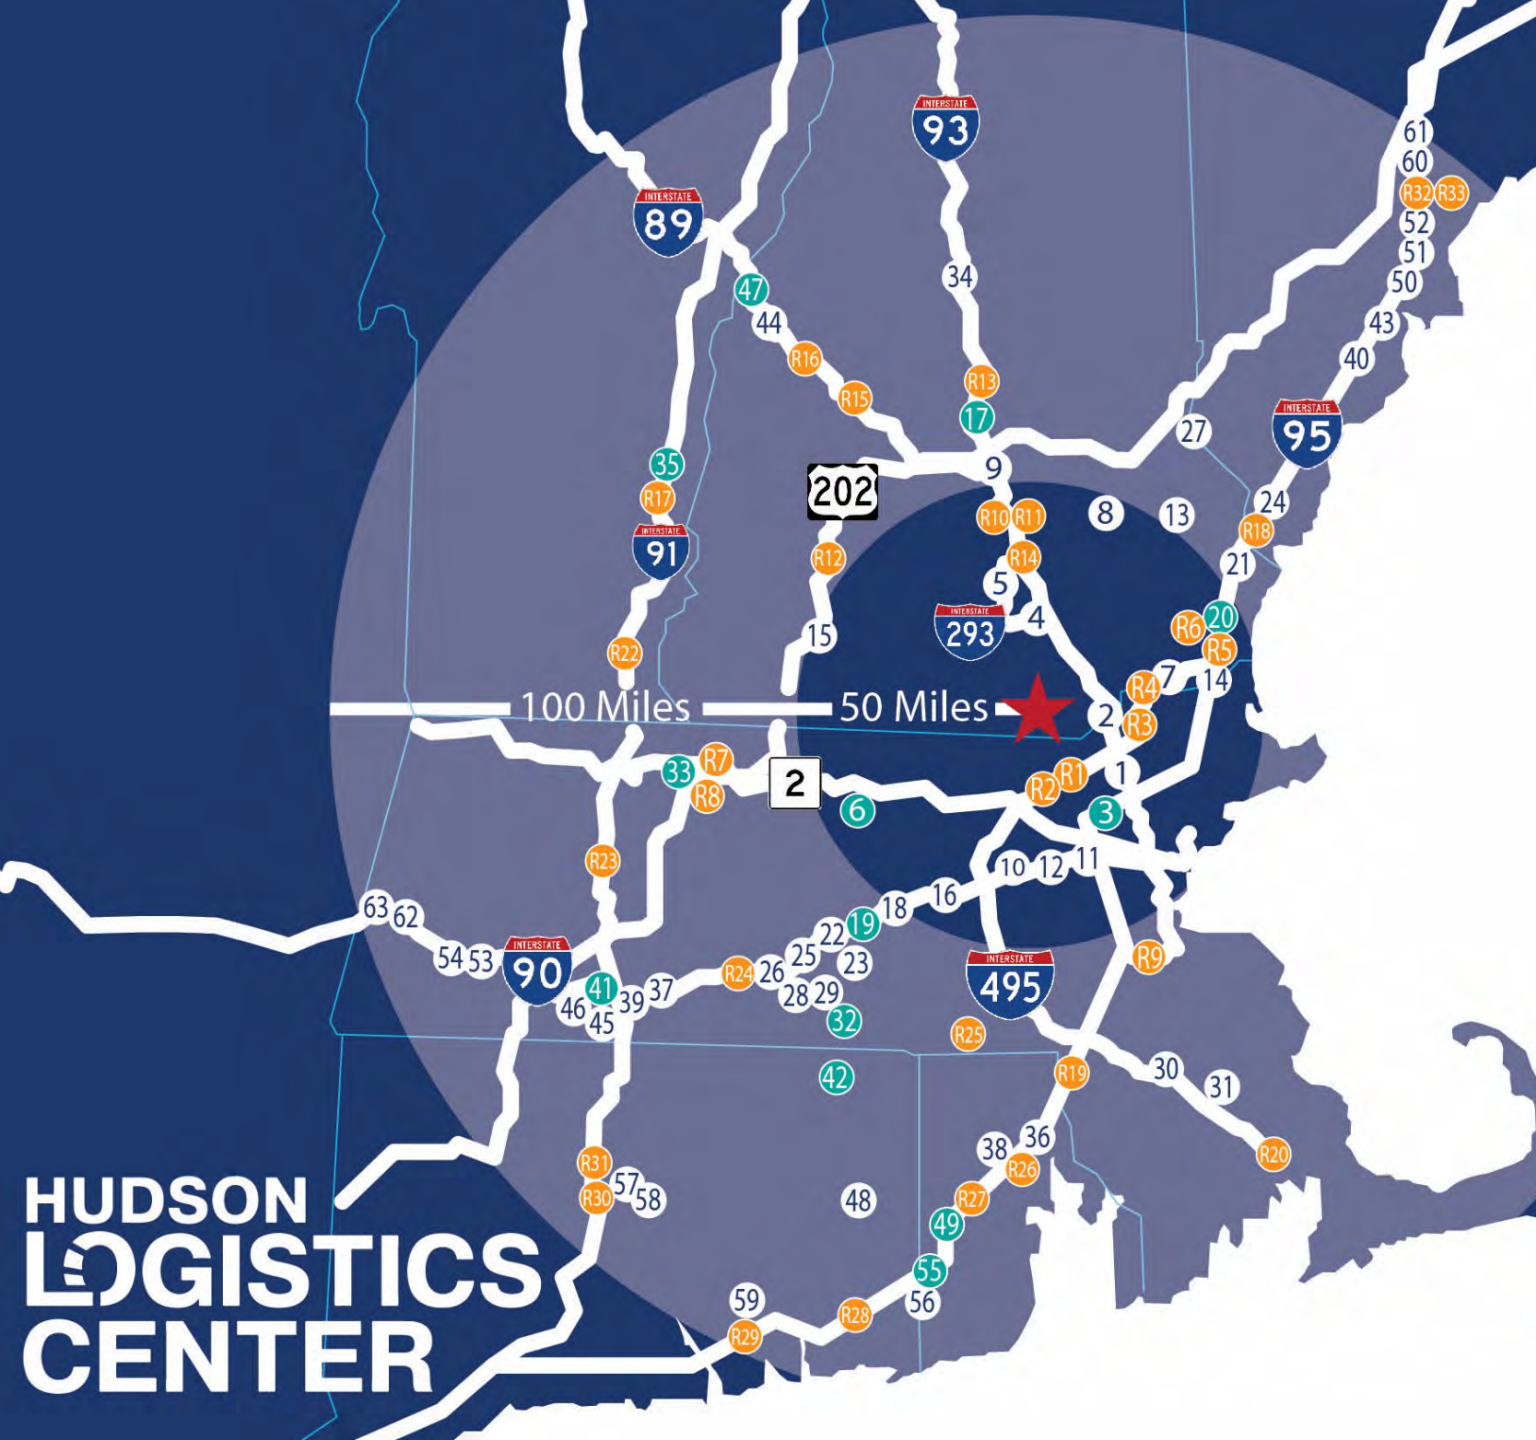 INTERSTATE
93
61
60
R32
R33
INTERSTATE
89
52
51
50
34
47
44
43
40
R16
R13
R15
17
INTERSTATE
95
27
35
9
R17
202
24
R10
R11
8
13
R18
INTERSTATE
91
R12
R14
21
5
INTERSTATE
293
4
20
R6
15
R22
R5
7
14
R4
100 Miles
50 Miles
2
R3
R7
33
R8
2
6
R1
R2
1
3
R23
11
10
12
16
18
63
62
19
22
54
53
INTERSTATE
90
25
23
R9
INTERSTATE
495
R24
26
41
37
28
29
39
46
45
32
R25
42
R19
30
31
36
38
R20
R31
R26
57
58
R30
48
R27
49
55
59
56
R28
R29
HUDSON
LOGISTICS
CENTER